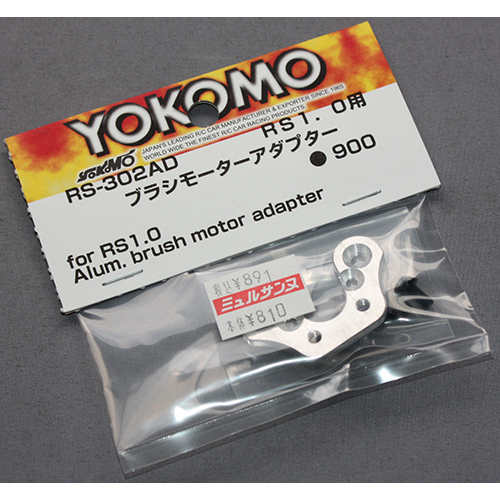 YOKOMO
JAPAN'S LEADING R/C CAR MANUFACTURER & EXPORTER SINCE 1965
WORLD WIDE THE FINEST R/C CAR RACING PRODUCTS
YOKOMO
RS-302AD RS1.0用
ブラシモーターアダプター ●900
for RS1.0
Alum. brush motor adapter
税込¥891
ミュルサンヌ
本体¥810